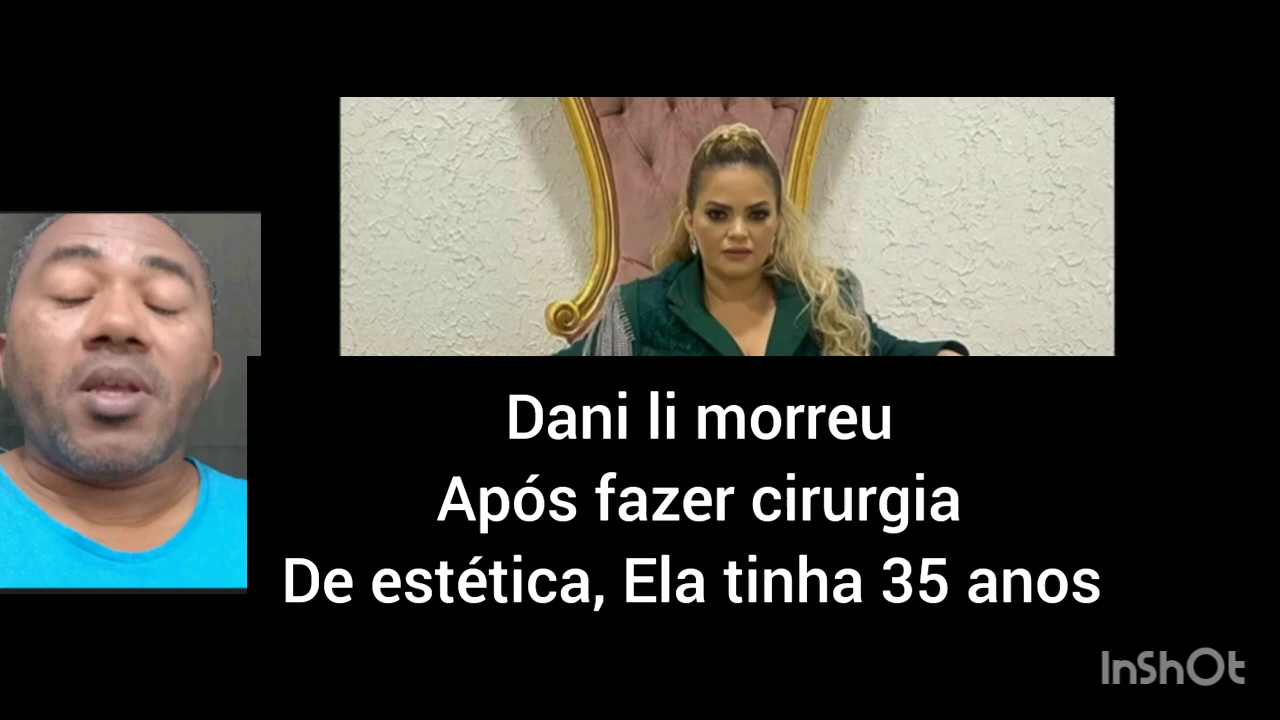 Dani li morreu
Após fazer cirurgia
De estética, Ela tinha 35 anos
InShOt